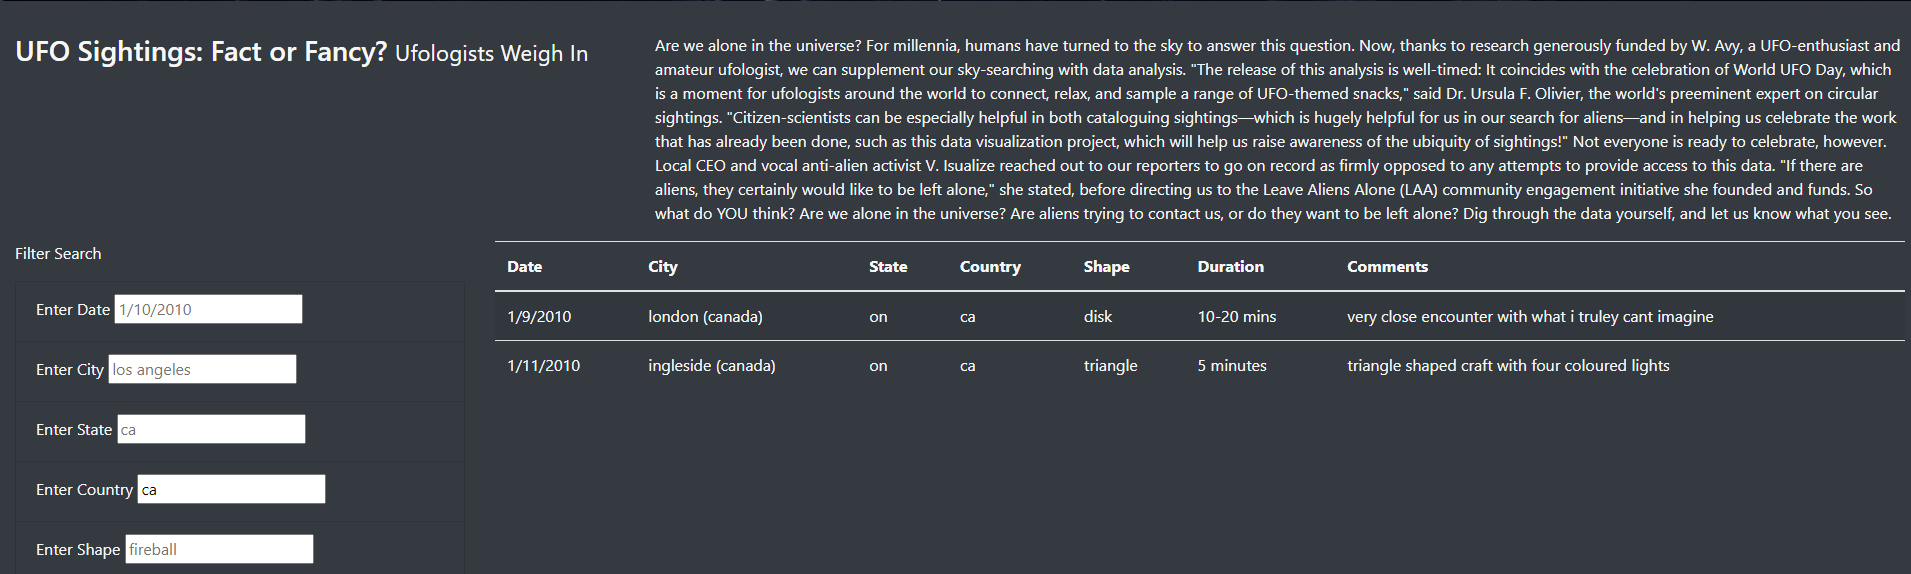 UFO Sightings: Fact or Fancy? Ufologists Weigh In
Are we alone in the universe? For millennia, humans have turned to the sky to answer this question. Now, thanks to research generously funded by W. Avy, a UFO-enthusiast and
amateur ufologist, we can supplement our sky-searching with data analysis. "The release of this analysis is well-timed: It coincides with the celebration of World UFO Day, which
is a moment for ufologists around the world to connect, relax, and sample a range of UFO-themed snacks," said Dr. Ursula F. Olivier, the world's preeminent expert on circular
sightings. "Citizen-scientists can be especially helpful in both cataloguing sightings—which is hugely helpful for us in our search for aliens—and in helping us celebrate the work
that has already been done, such as this data visualization project, which will help us raise awareness of the ubiquity of sightings!" Not everyone is ready to celebrate, however.
Local CEO and vocal anti-alien activist V. Isualize reached out to our reporters to go on record as firmly opposed to any attempts to provide access to this data. "If there are
aliens, they certainly would like to be left alone," she stated, before directing us to the Leave Aliens Alone (LAA) community engagement initiative she founded and funds. So
what do YOU think? Are we alone in the universe? Are aliens trying to contact us, or do they want to be left alone? Dig through the data yourself, and let us know what you see.
Filter Search
Enter Date 1/10/2010
Enter City los angeles
Enter State ca
Enter Country ca
Enter Shape fireball
Date City State Country Shape Duration Comments
1/9/2010 london (canada) on ca disk 10-20 mins very close encounter with what i truley cant imagine
1/11/2010 ingleside (canada) on ca triangle 5 minutes triangle shaped craft with four coloured lights